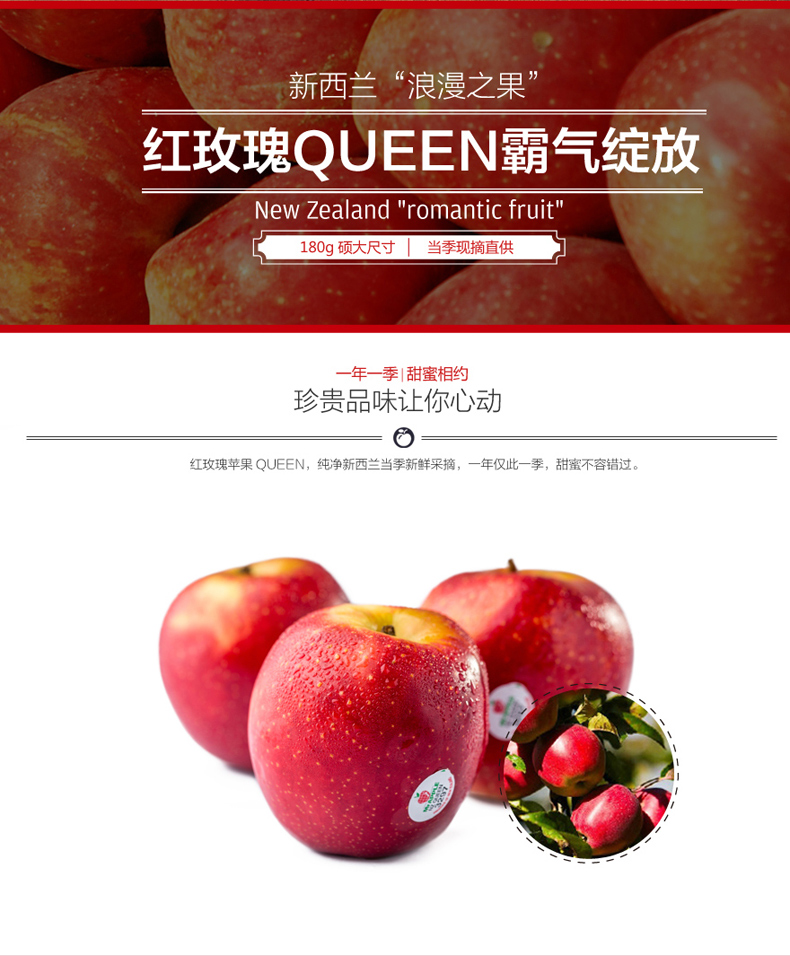 新西兰“浪漫之果”
红玫瑰QUEEN霸气绽放
New Zealand "romantic fruit"
180g 硕大尺寸 | 当季现摘直供
一年一季|甜蜜相约
珍贵品味让你心动
红玫瑰苹果 QUEEN，纯净新西兰当季新鲜采摘，一年仅此一季，甜蜜不容错过。